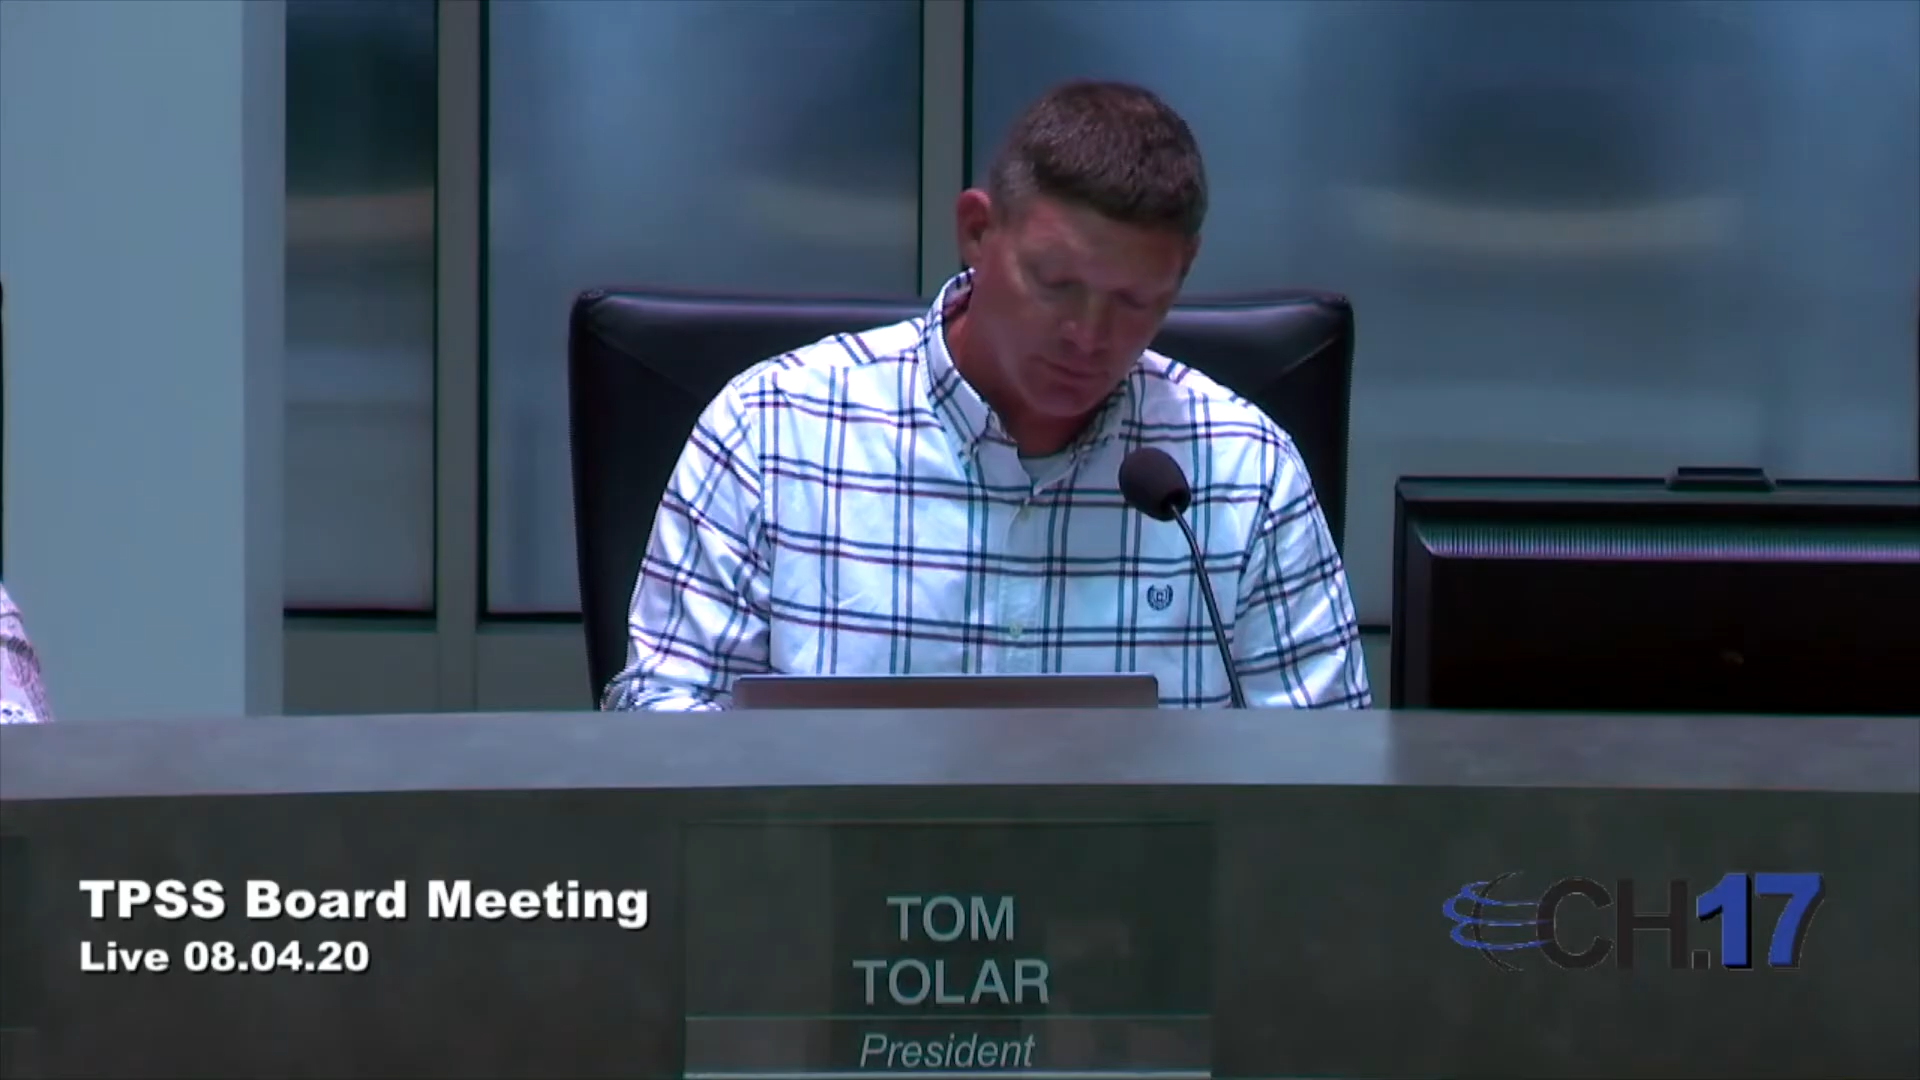 TPSS Board Meeting
Live 08.04.20
TOM
TOLAR
President
CH.17